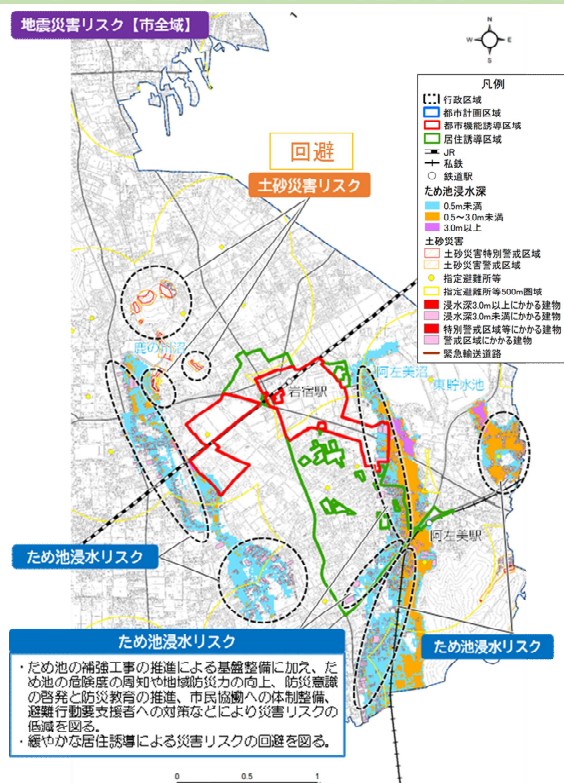 地震災害リスク【市全域】
N
W
E
S
回避
土砂災害リスク
凡例
行政区域
都市計画区域
都市機能誘導区域
居住誘導区域
JR
私鉄
鉄道駅
ため池浸水深
0.5m未満
0.5～3.0m未満
3.0m以上
土砂災害
土砂災害特別警戒区域
土砂災害警戒区域
指定避難所等
指定避難所等500m圏域
浸水深3.0m以上にかかる建物
浸水深3.0m未満にかかる建物
特別警戒区域等にかかる建物
警戒区域にかかる建物
緊急輸送道路
鹿の川沼
岩宿駅
阿左美沼
東貯水池
阿左美駅
ため池浸水リスク
ため池浸水リスク
ため池浸水リスク
・ため池の補強工事の推進による基盤整備に加え、た
め池の危険度の周知や地域防災力の向上、防災意識
の啓発と防災教育の推進、市民協働への体制整備、
避難行動要支援者への対策などにより災害リスクの
低減を図る。
・緩やかな居住誘導による災害リスクの回避を図る。
0 0.5 1